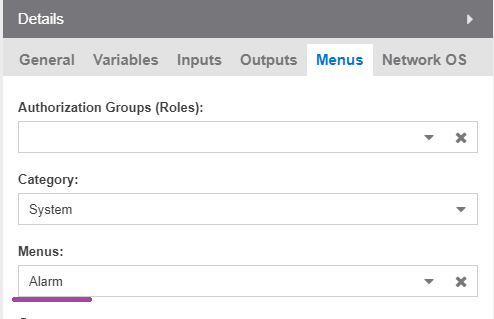 Details
General Variables Inputs Outputs Menus Network OS
Authorization Groups (Roles):
Category:
System
Menus:
Alarm